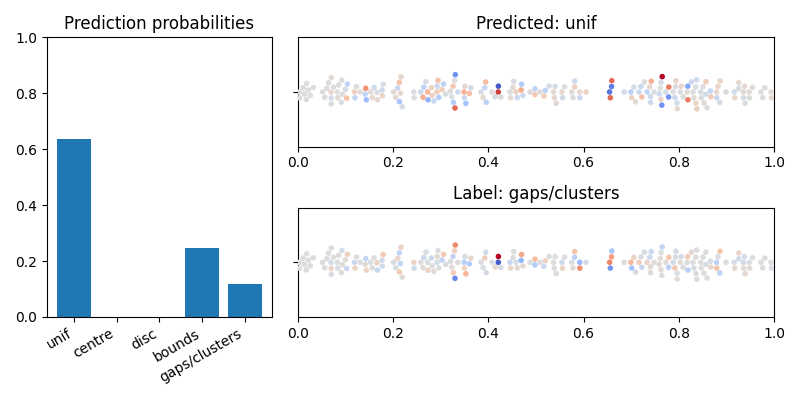 Prediction probabilities
1.0
0.8
0.6
0.4
0.2
0.0
unif
centre
disc
bounds
gaps/clusters
Predicted: unif
0.0 0.2 0.4 0.6 0.8 1.0
Label: gaps/clusters
0.0 0.2 0.4 0.6 0.8 1.0